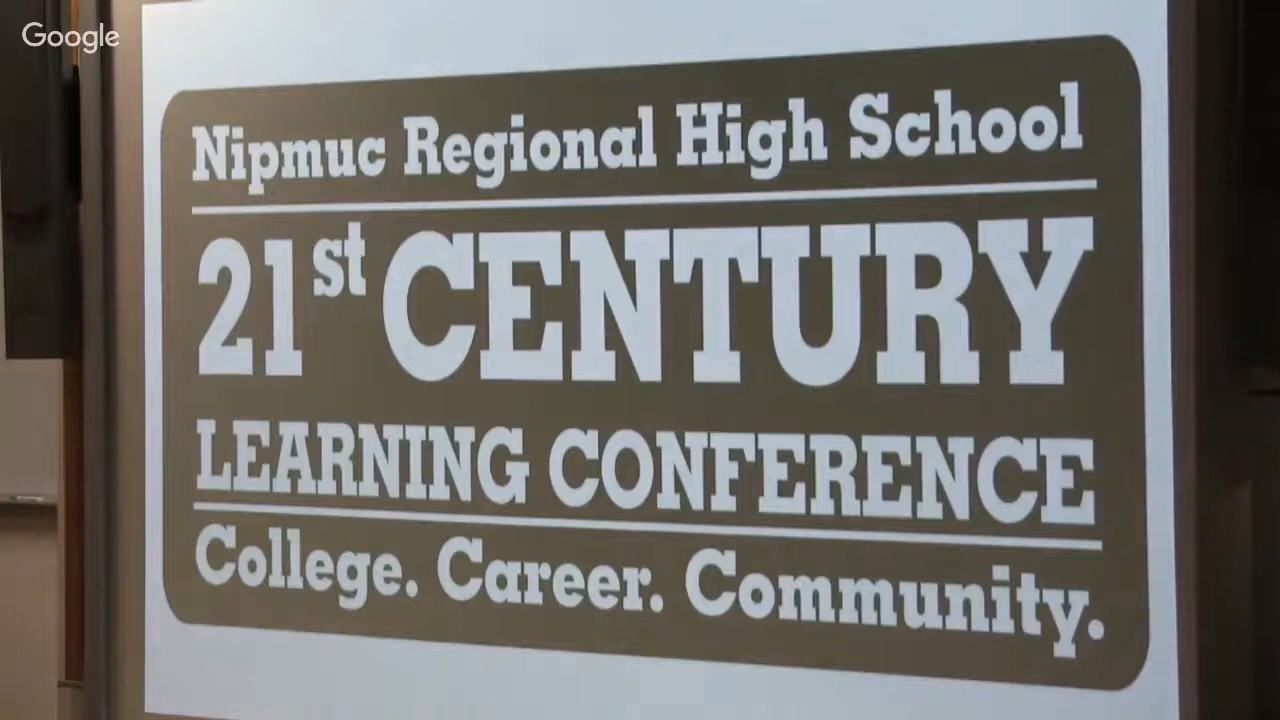 Google
Nipmuc Regional High School
21st CENTURY
LEARNING CONFERENCE
College. Career. Community.